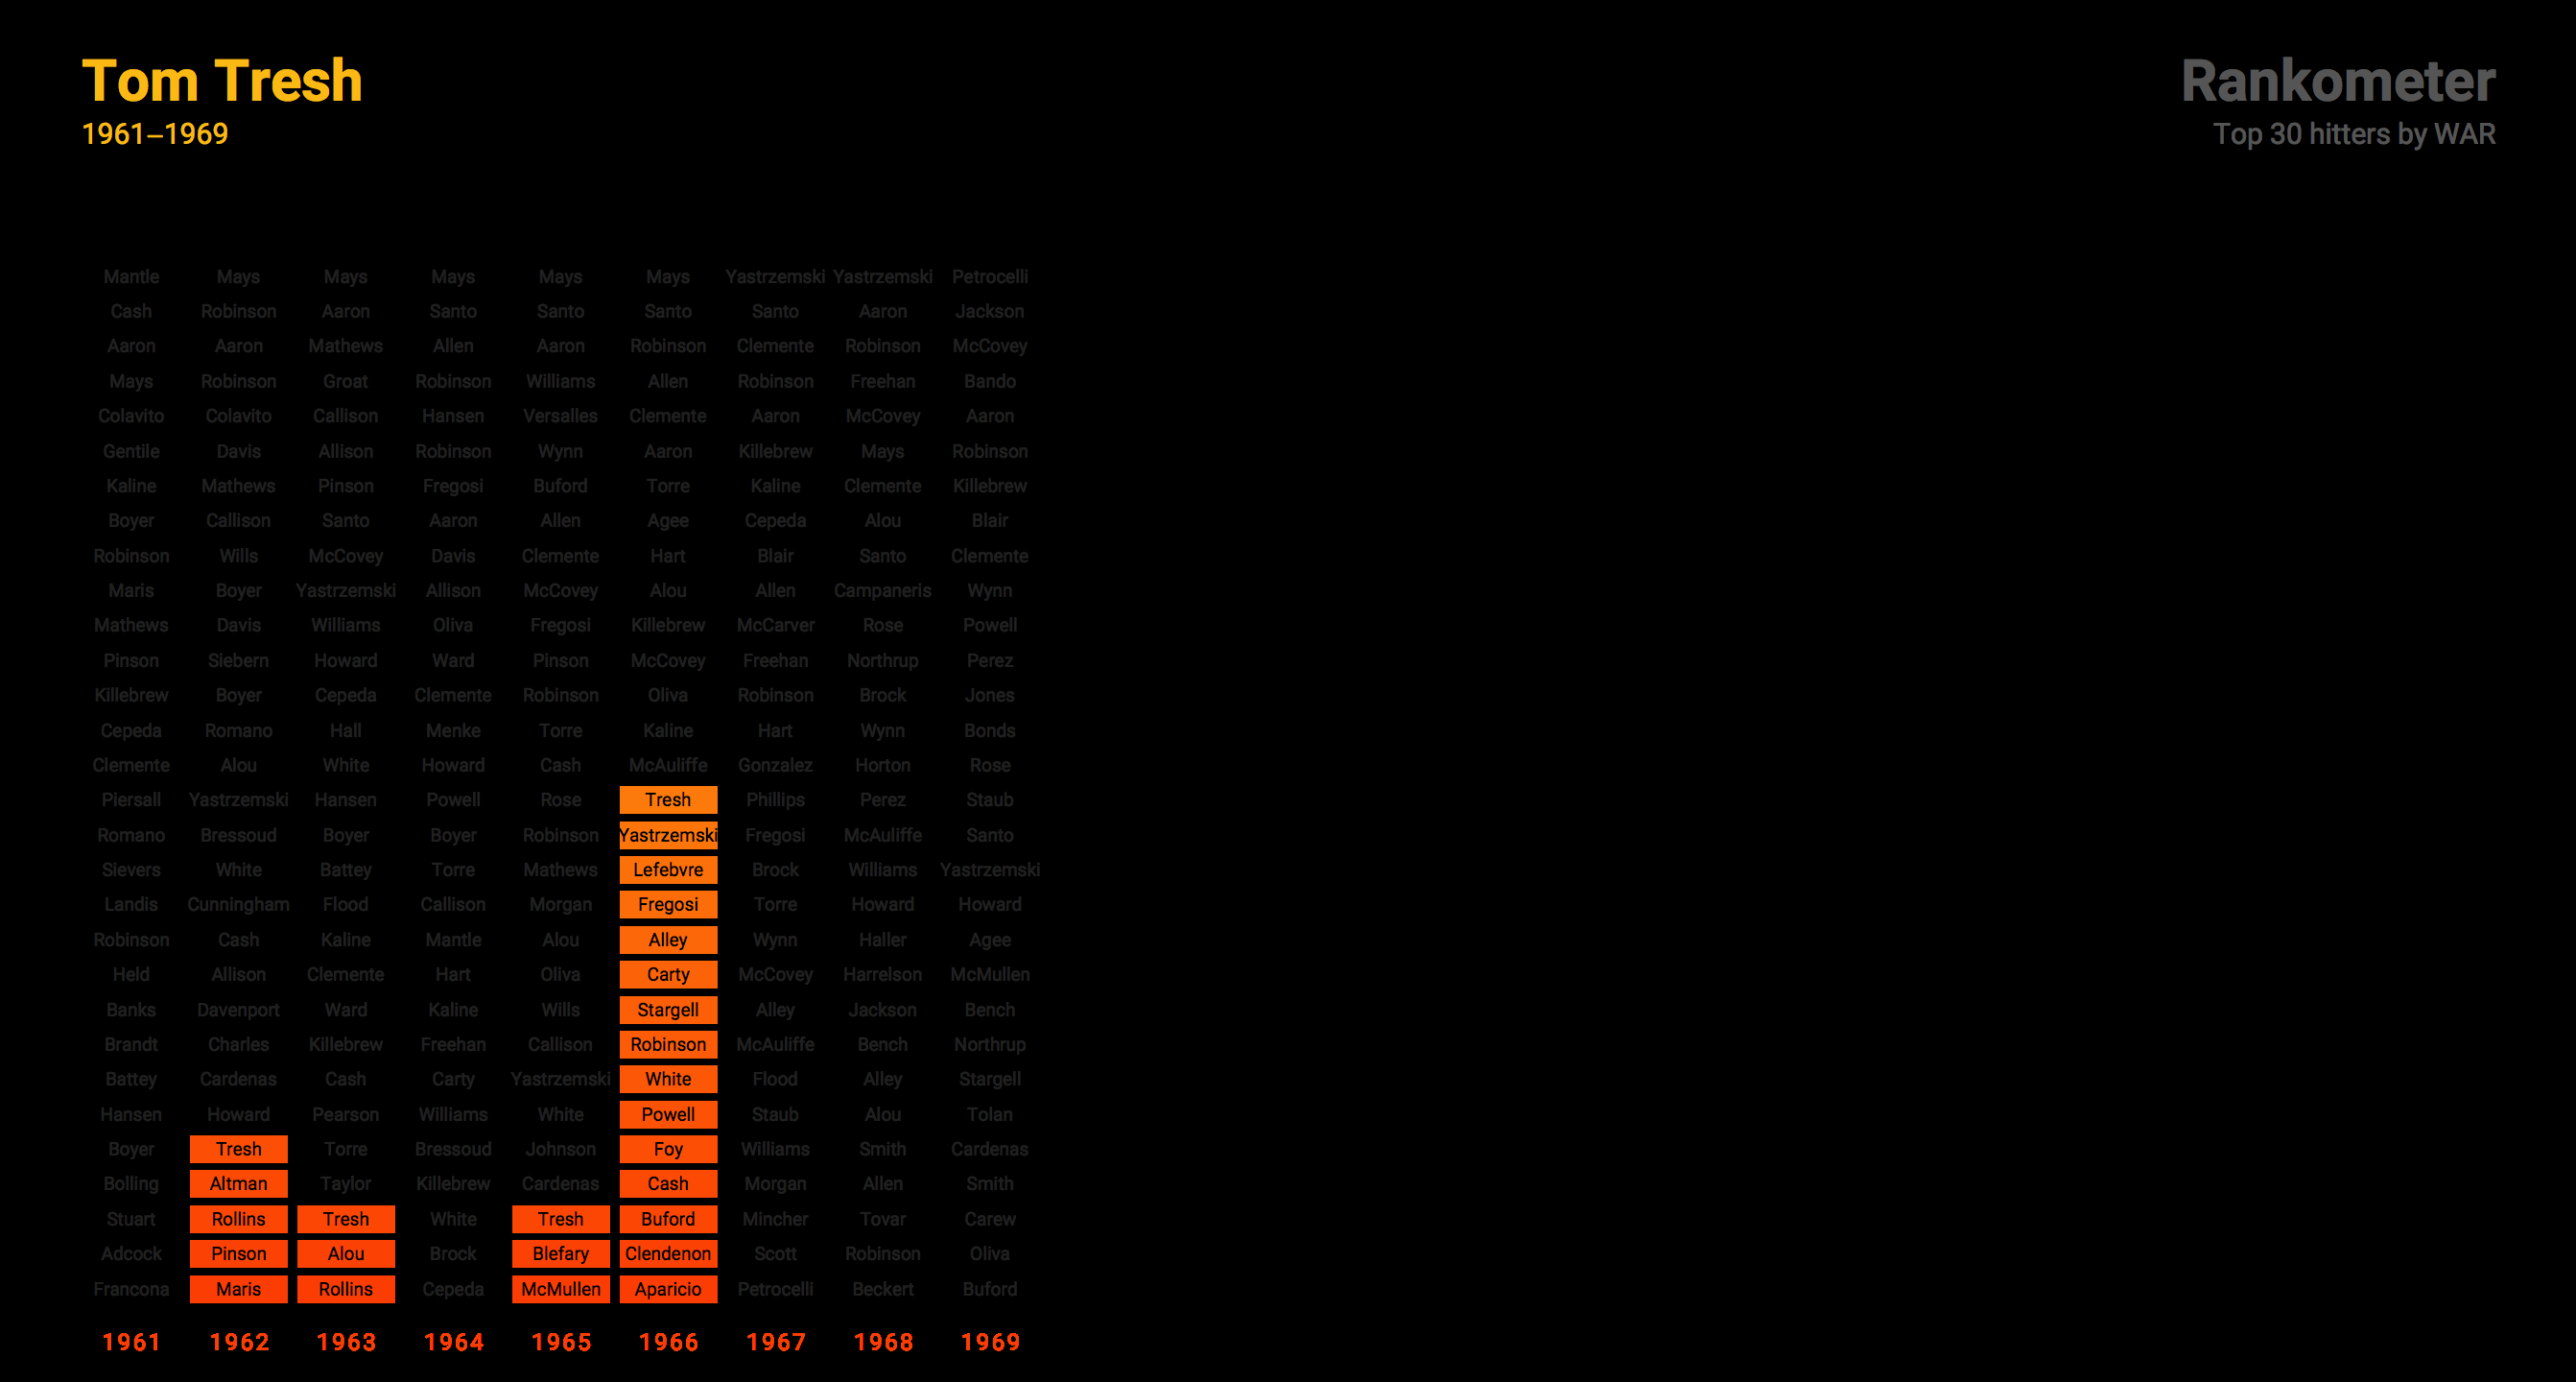 Tom Tresh
1961–1969
Rankometer
Top 30 hitters by WAR
Mantle Mays Mays Mays Mays Mays Yastrzemski Yastrzemski Petrocelli
Cash Robinson Aaron Santo Santo Santo Santo Aaron Jackson
Aaron Aaron Mathews Allen Aaron Robinson Clemente Robinson McCovey
Mays Robinson Groat Robinson Williams Allen Robinson Freehan Bando
Colavito Colavito Callison Hansen Versalles Clemente Aaron McCovey Aaron
Gentile Davis Allison Robinson Wynn Aaron Killebrew Mays Robinson
Kaline Mathews Pinson Fregosi Buford Torre Kaline Clemente Killebrew
Boyer Callison Santo Aaron Allen Agee Cepeda Alou Blair
Robinson Wills McCovey Davis Clemente Hart Blair Santo Clemente
Maris Boyer Yastrzemski Allison McCovey Alou Allen Campaneris Wynn
Mathews Davis Williams Oliva Fregosi Killebrew McCarver Rose Powell
Pinson Siebern Howard Ward Pinson McCovey Freehan Northrup Perez
Killebrew Boyer Cepeda Clemente Robinson Oliva Robinson Brock Jones
Cepeda Romano Hall Menke Torre Kaline Hart Wynn Bonds
Clemente Alou White Howard Cash McAuliffe Gonzalez Horton Rose
Piersall Yastrzemski Hansen Powell Rose Tresh Phillips Perez Staub
Romano Bressoud Boyer Boyer Robinson Yastrzemski Fregosi McAuliffe Santo
Sievers White Battey Torre Mathews Lefebvre Brock Williams Yastrzemski
Landis Cunningham Flood Callison Morgan Fregosi Torre Howard Howard
Robinson Cash Kaline Mantle Alou Alley Wynn Haller Agee
Held Allison Clemente Hart Oliva Carty McCovey Harrelson McMullen
Banks Davenport Ward Kaline Wills Stargell Alley Jackson Bench
Brandt Charles Killebrew Freehan Callison Robinson McAuliffe Bench Northrup
Battey Cardenas Cash Carty Yastrzemski White Flood Alley Stargell
Hansen Howard Pearson Williams White Powell Staub Alou Tolan
Boyer Tresh Torre Bressoud Johnson Foy Williams Smith Cardenas
Bolling Altman Taylor Killebrew Cardenas Cash Morgan Allen Smith
Stuart Rollins Tresh White Tresh Buford Mincher Tovar Carew
Adcock Pinson Alou Brock Blefary Clendenon Scott Robinson Oliva
Francona Maris Rollins Cepeda McMullen Aparicio Petrocelli Beckert Buford
1961 1962 1963 1964 1965 1966 1967 1968 1969